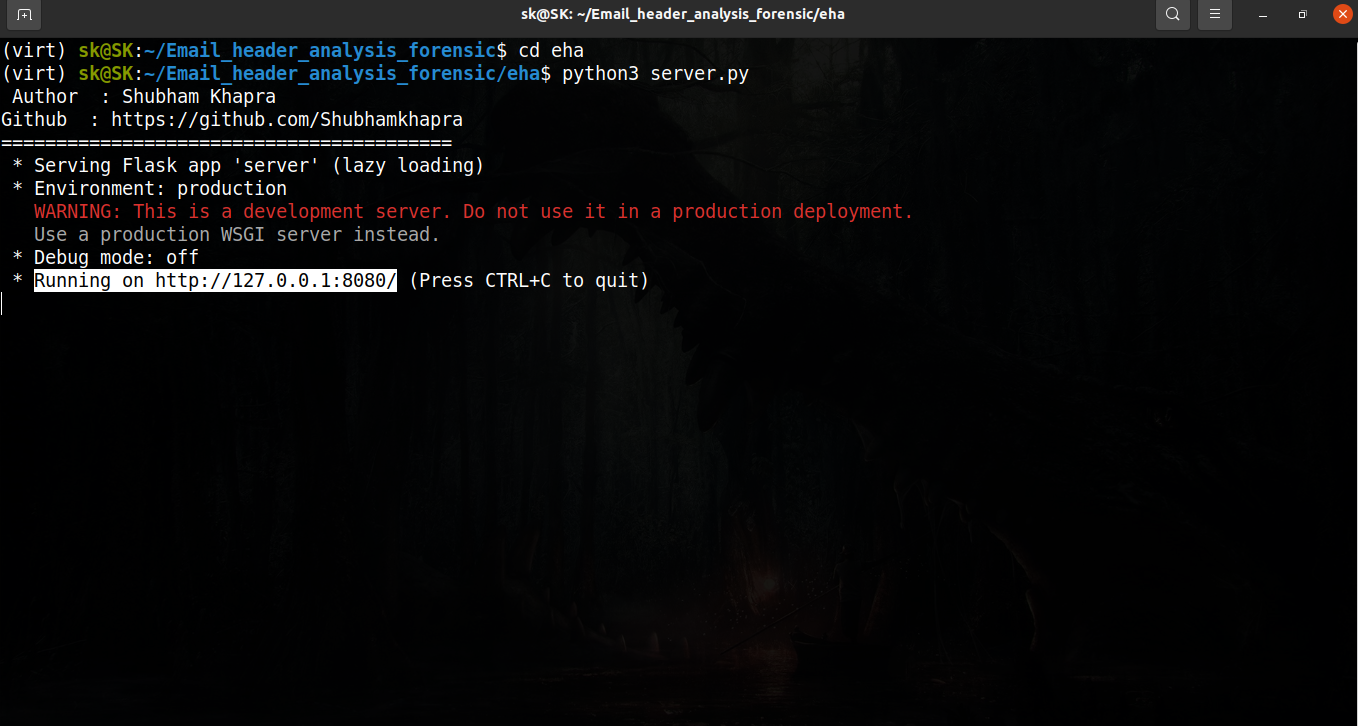 sk@SK: ~/Email_header_analysis_forensic/eha
(virt) sk@SK:~/Email_header_analysis_forensic$ cd eha
(virt) sk@SK:~/Email_header_analysis_forensic/eha$ python3 server.py
 Author  : Shubham Khapra
Github  : https://github.com/Shubhamkhapra
=========================================
 * Serving Flask app 'server' (lazy loading)
 * Environment: production
   WARNING: This is a development server. Do not use it in a production deployment.
   Use a production WSGI server instead.
 * Debug mode: off
 * Running on http://127.0.0.1:8080/ (Press CTRL+C to quit)